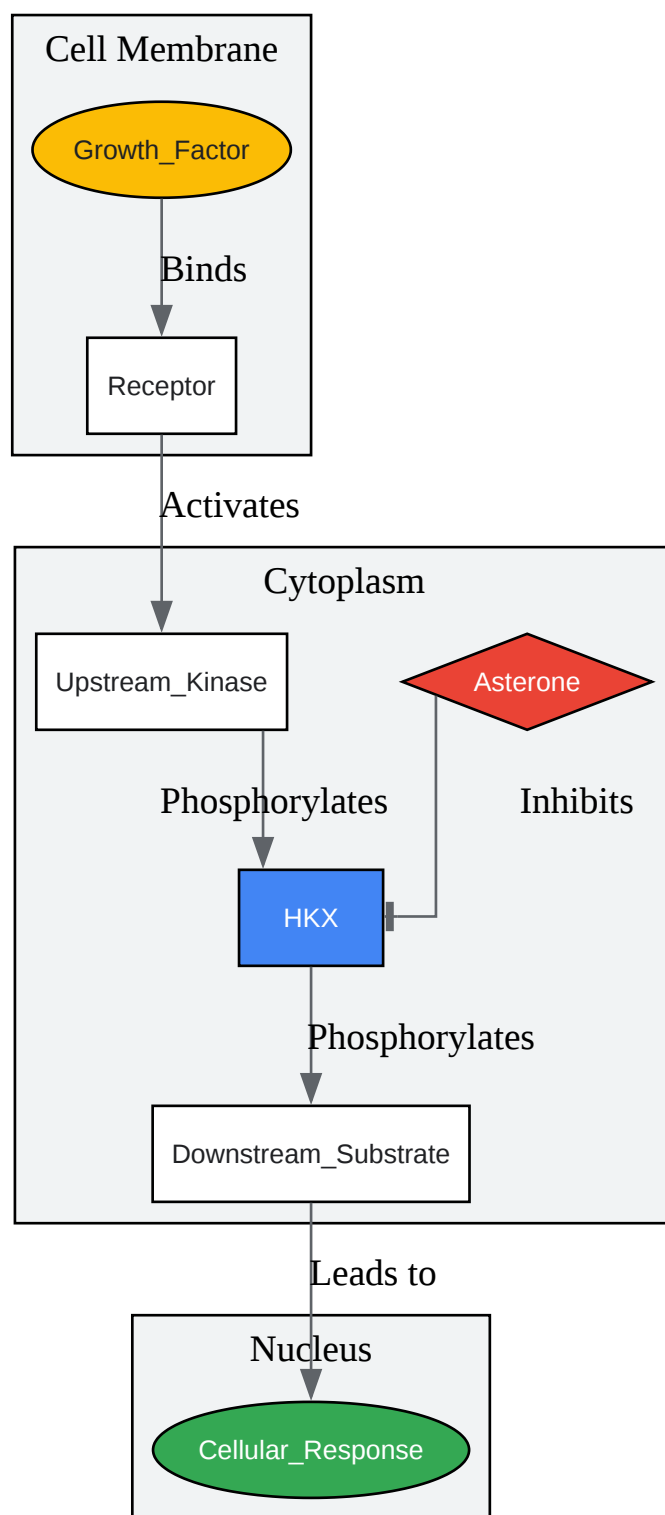 Cell Membrane
Growth_Factor
Binds
Receptor
Activates
Cytoplasm
Upstream_Kinase
Asterone
Phosphorylates
Inhibits
HKX
Phosphorylates
Downstream_Substrate
Leads to
Nucleus
Cellular_Response